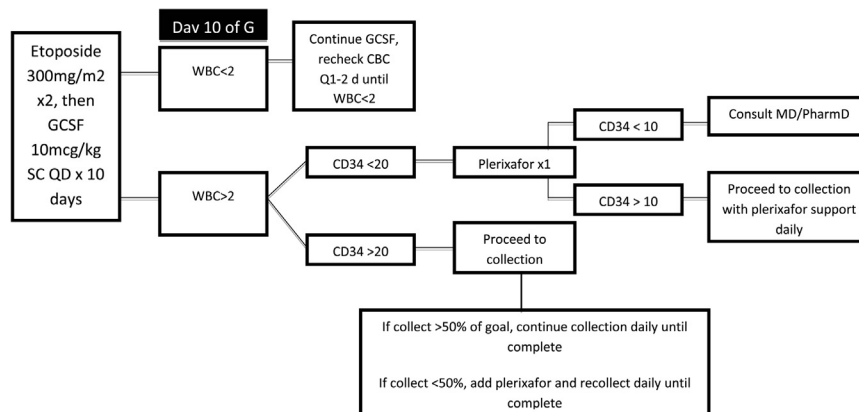 Day 10 of G
Etoposide
300mg/m2
x2, then
GCSF
10mcg/kg
SC QD x 10
days
WBC<2
Continue GCSF,
recheck CBC
Q1-2 d until
WBC<2
WBC>2
CD34 <20
Plerixafor x1
CD34 < 10
Consult MD/PharmD
CD34 > 10
Proceed to collection
with plerixafor support
daily
CD34 >20
Proceed to
collection
If collect >50% of goal, continue collection daily until
complete
If collect <50%, add plerixafor and recollect daily until
complete